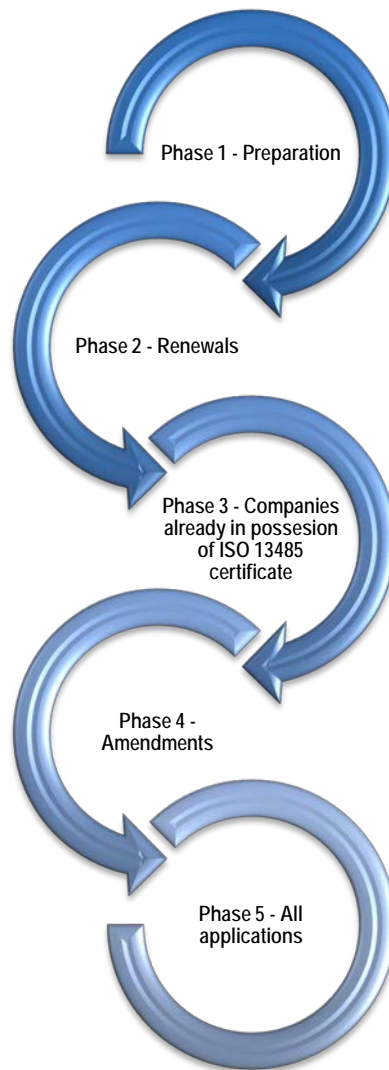 Phase 1 - Preparation
Phase 2 - Renewals
Phase 3 - Companies
already in possesion
of ISO 13485
certificate
Phase 4 -
Amendments
Phase 5 - All
applications